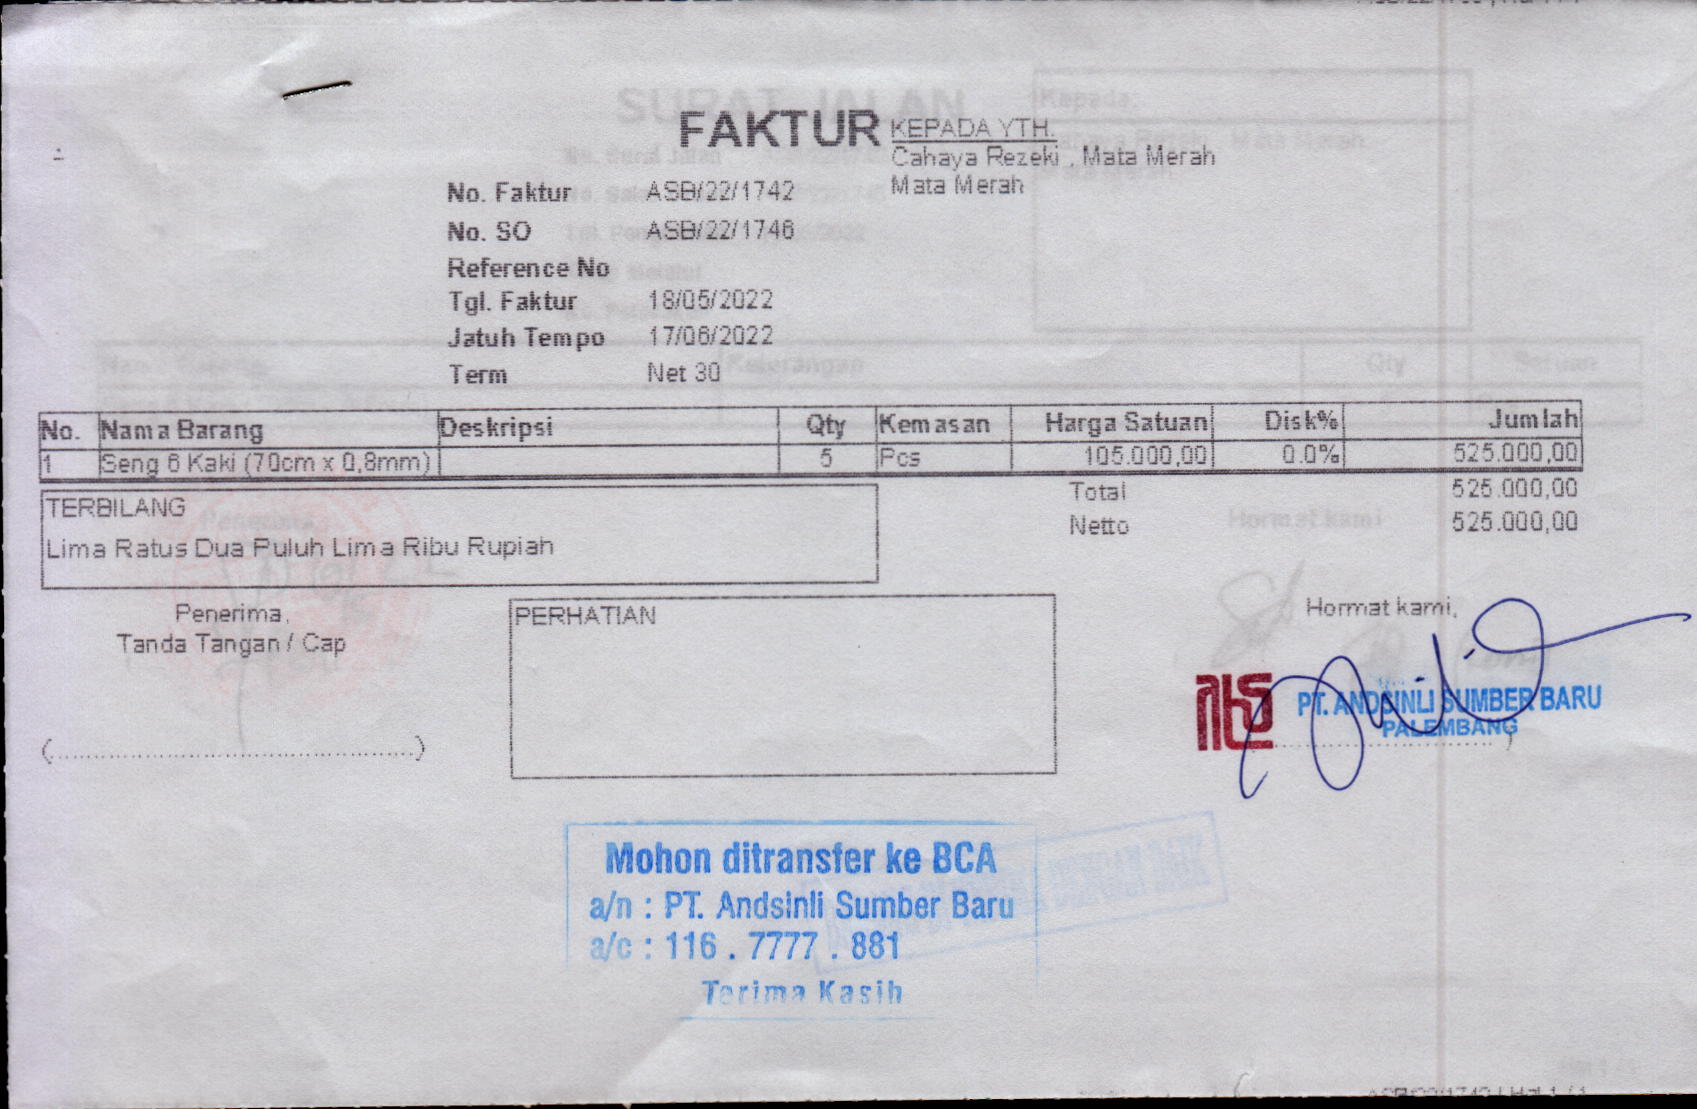 FAKTUR
KEPADA YTH.
Cahaya Rezeki , Mata Merah
Mata Merah
No. Faktur ASB/22/1742
No. SO ASB/22/1746
Reference No
Tgl. Faktur 18/05/2022
Jatuh Tempo 17/06/2022
Term Net 30
No. Nama Barang Deskripsi Qty Kemasan Harga Satuan Disk% Jumlah
1 Seng 6 Kaki (70cm x 0,8mm) 5 Pcs 105.000,00 0.0% 525.000,00
Total 525.000,00
Netto 525.000,00
TERBILANG
Lima Ratus Dua Puluh Lima Ribu Rupiah
Penerima,
Tanda Tangan / Cap
PERHATIAN
Hormat kami,
PT. ANDSINLI SUMBER BARU
PALEMBANG
Mohon ditransfer ke BCA
a/n : PT. Andsinli Sumber Baru
a/c : 116 . 7777 . 881
Terima Kasih